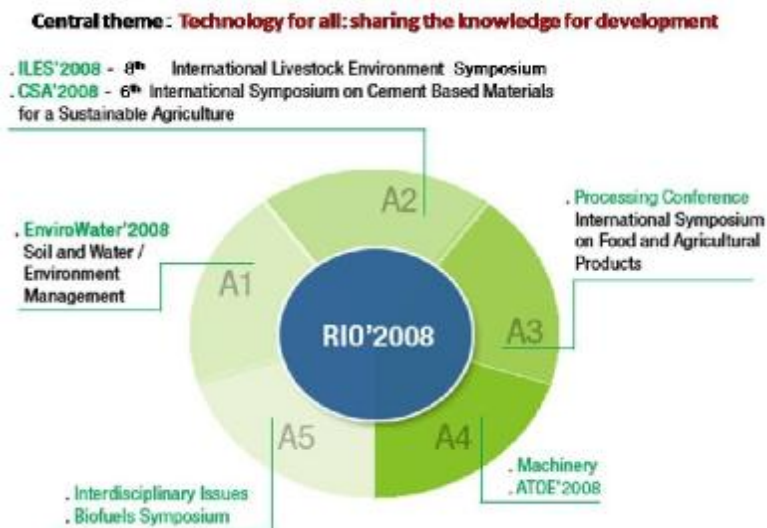 Central theme: Technology for all: sharing the knowledge for development
. ILES'2008 - 8th International Livestock Environment Symposium
. CSA'2008 - 6th International Symposium on Cement Based Materials
for a Sustainable Agriculture
A2
. Processing Conference
International Symposium
on Food and Agricultural
Products
. EnviroWater'2008
Soil and Water /
Environment
Management
A1
RIO'2008
A3
A5
A4
. Machinery
. ATOE'2008
. Interdisciplinary Issues
. Biofuels Symposium